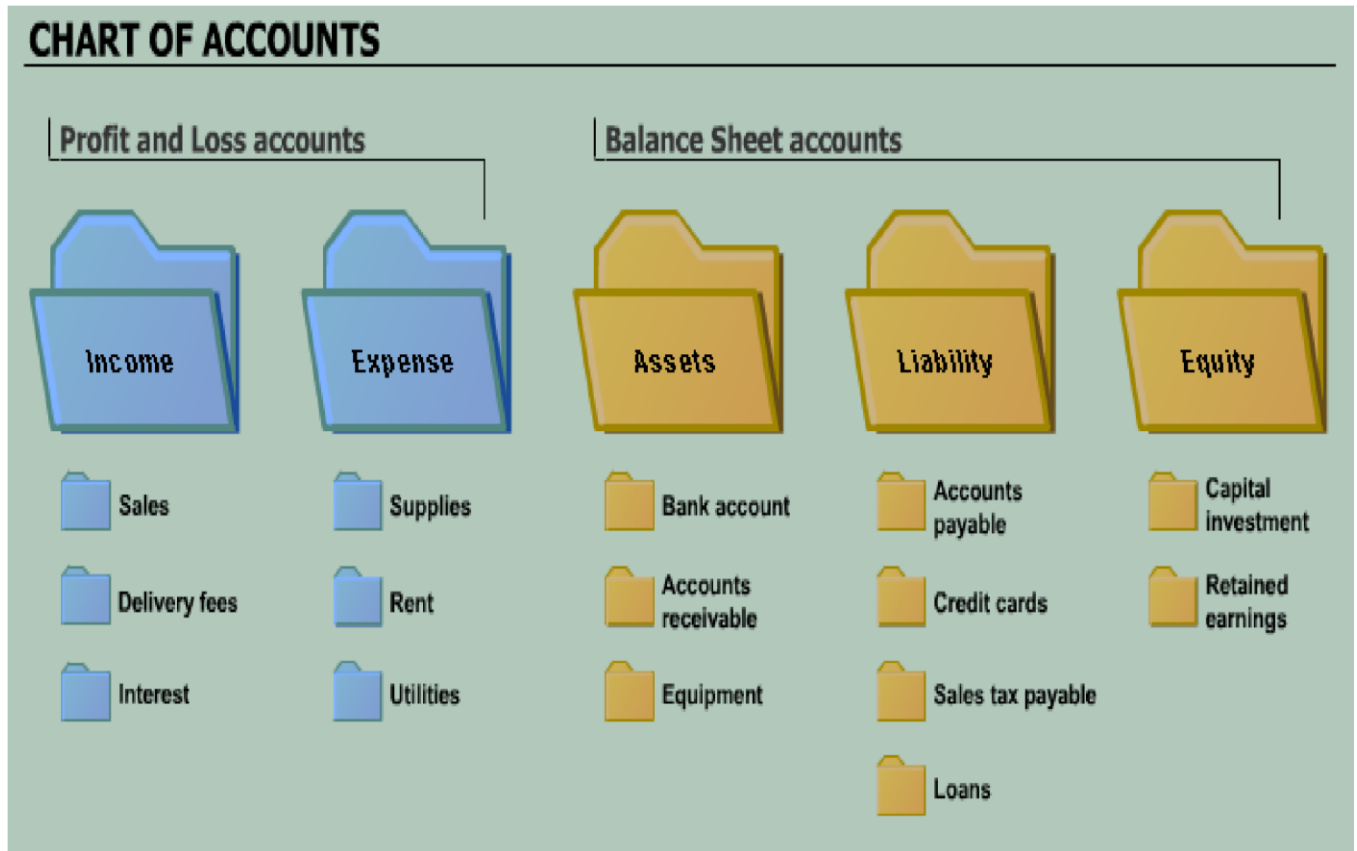 CHART OF ACCOUNTS
Profit and Loss accounts
Balance Sheet accounts
Income
Expense
Assets
Liability
Equity
Sales
Delivery fees
Interest
Supplies
Rent
Utilities
Bank account
Accounts
receivable
Equipment
Accounts
payable
Credit cards
Sales tax payable
Loans
Capital
investment
Retained
earnings